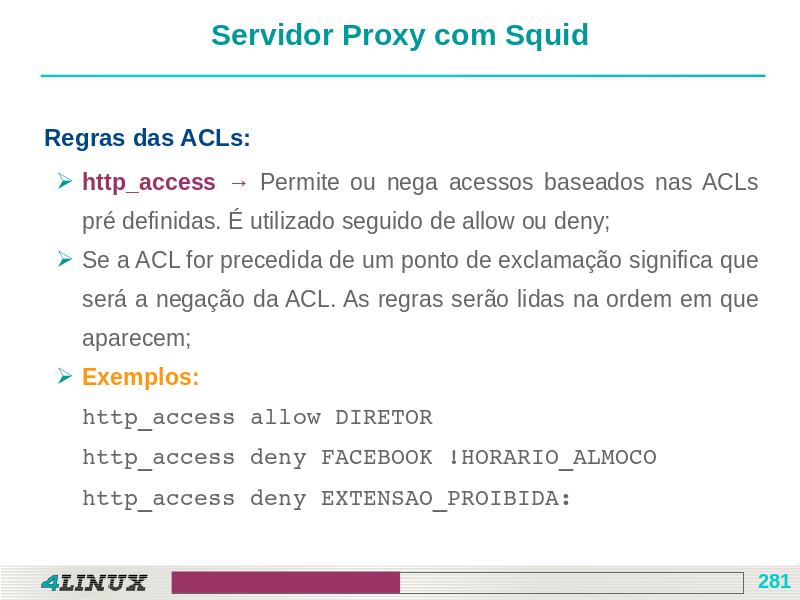 Servidor Proxy com Squid
Regras das ACLs:
http_access → Permite ou nega acessos baseados nas ACLs
pré definidas. É utilizado seguido de allow ou deny;
Se a ACL for precedida de um ponto de exclamação significa que
será a negação da ACL. As regras serão lidas na ordem em que
aparecem;
Exemplos:
http_access allow DIRETOR
http_access deny FACEBOOK !HORARIO_ALMOCO
http_access deny EXTENSAO_PROIBIDA:
4LINUX
281